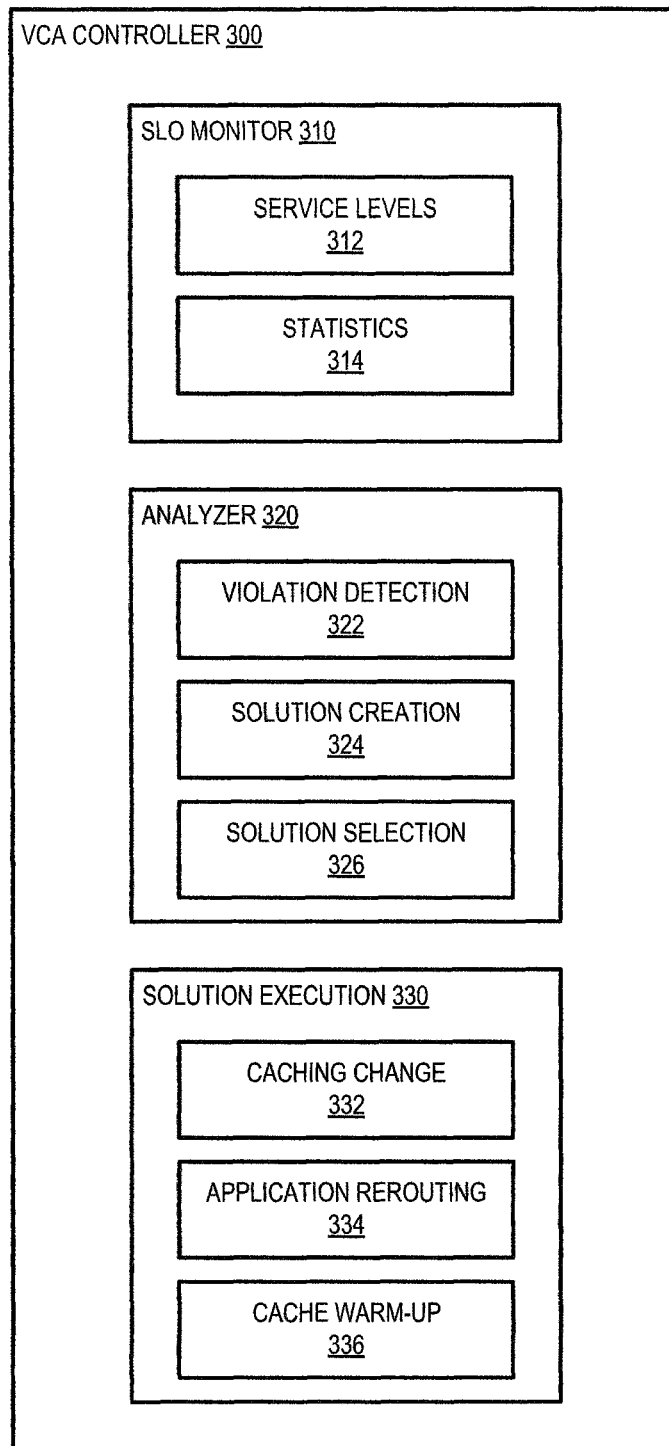 VCA CONTROLLER 300
SLO MONITOR 310
SERVICE LEVELS
312
STATISTICS
314
ANALYZER 320
VIOLATION DETECTION
322
SOLUTION CREATION
324
SOLUTION SELECTION
326
SOLUTION EXECUTION 330
CACHING CHANGE
332
APPLICATION REROUTING
334
CACHE WARM-UP
336